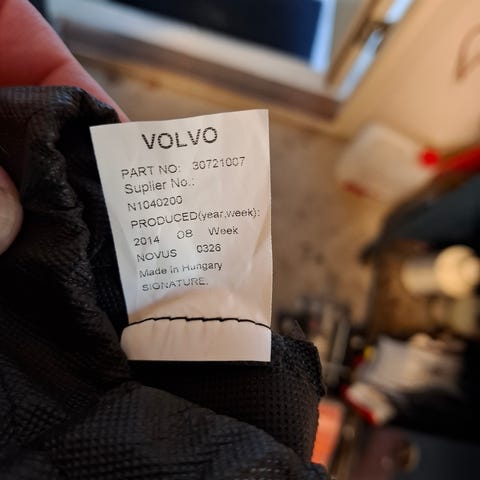 VOLVO
PART NO: 30721007
Suplier No.:
N1040200
PRODUCED(year,week):
2014 08 Week
NOVUS 0326
Made in Hungary
SIGNATURE.